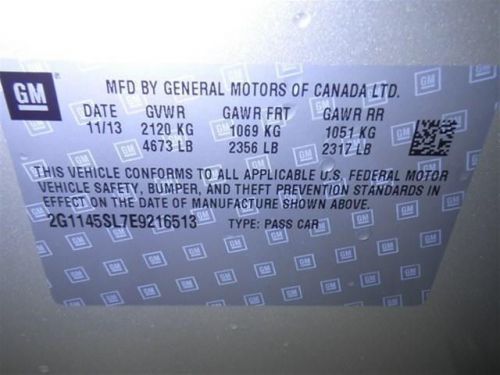 GM
MFD BY GENERAL MOTORS OF CANADA LTD.
DATE GVWR GAWR FRT GAWR RR
11/13 2120 KG 1069 KG 1051 KG
4673 LB 2356 LB 2317 LB
THIS VEHICLE CONFORMS TO ALL APPLICABLE U.S. FEDERAL MOTOR
VEHICLE SAFETY, BUMPER, AND THEFT PREVENTION STANDARDS IN
EFFECT ON THE DATE OF MANUFACTURE SHOWN ABOVE.
2G1145SL7E9216513 TYPE: PASS CAR